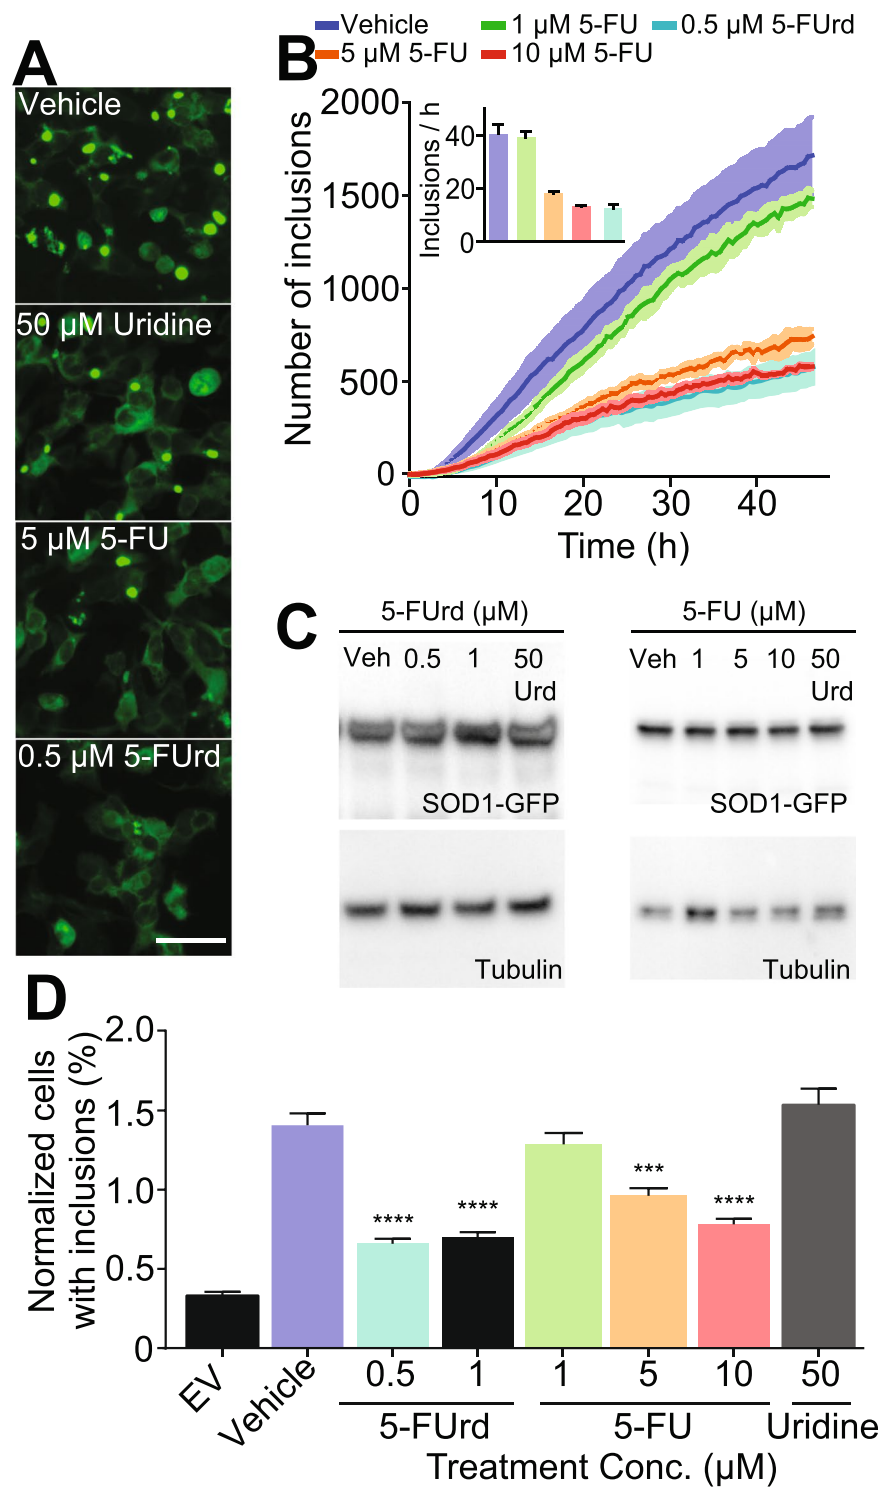 A
Vehicle
50 µM Uridine
5 µM 5-FU
0.5 µM 5-FUrd
B
Vehicle 1 µM 5-FU 0.5 µM 5-FUrd
5 µM 5-FU 10 µM 5-FU
Number of inclusions
2000
1500
1000
500
0
0 10 20 30 40
Time (h)
Inclusions / h
40
20
0
C
5-FUrd (µM) 5-FU (µM)
Veh 0.5 1 50 Veh 1 5 10 50
Urd Urd
SOD1-GFP SOD1-GFP
Tubulin Tubulin
D
Normalized cells
with inclusions (%)
2.0
1.5
1.0
0.5
0
**** **** *** ****
EV Vehicle 0.5 1 1 5 10 50
5-FUrd 5-FU Uridine
Treatment Conc. (µM)